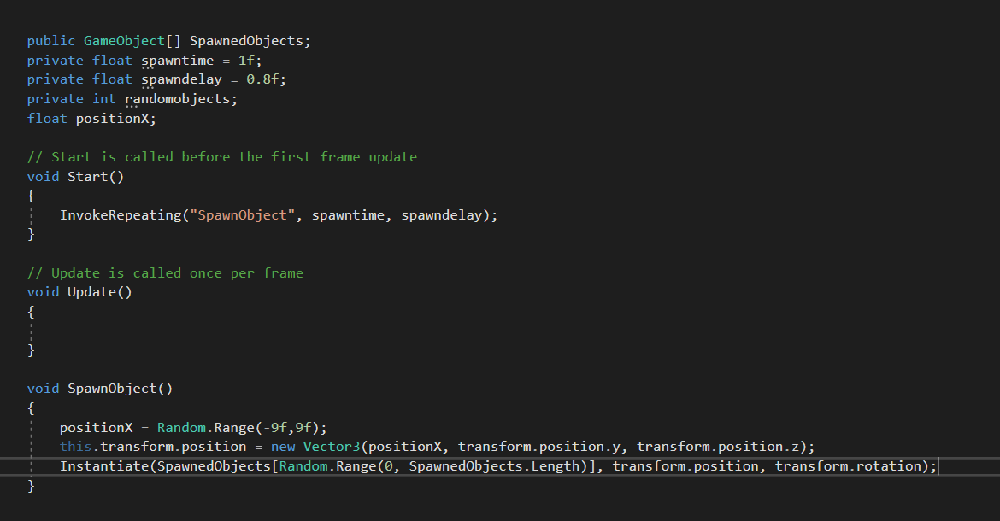 public GameObject[] SpawnedObjects;
private float spawntime = 1f;
private float spawndelay = 0.8f;
private int randomobjects;
float positionX;
// Start is called before the first frame update
void Start()
{
InvokeRepeating("SpawnObject", spawntime, spawndelay);
}
// Update is called once per frame
void Update()
{
}
void SpawnObject()
{
positionX = Random.Range(-9f,9f);
this.transform.position = new Vector3(positionX, transform.position.y, transform.position.z);
Instantiate(SpawnedObjects[Random.Range(0, SpawnedObjects.Length)], transform.position, transform.rotation);
}